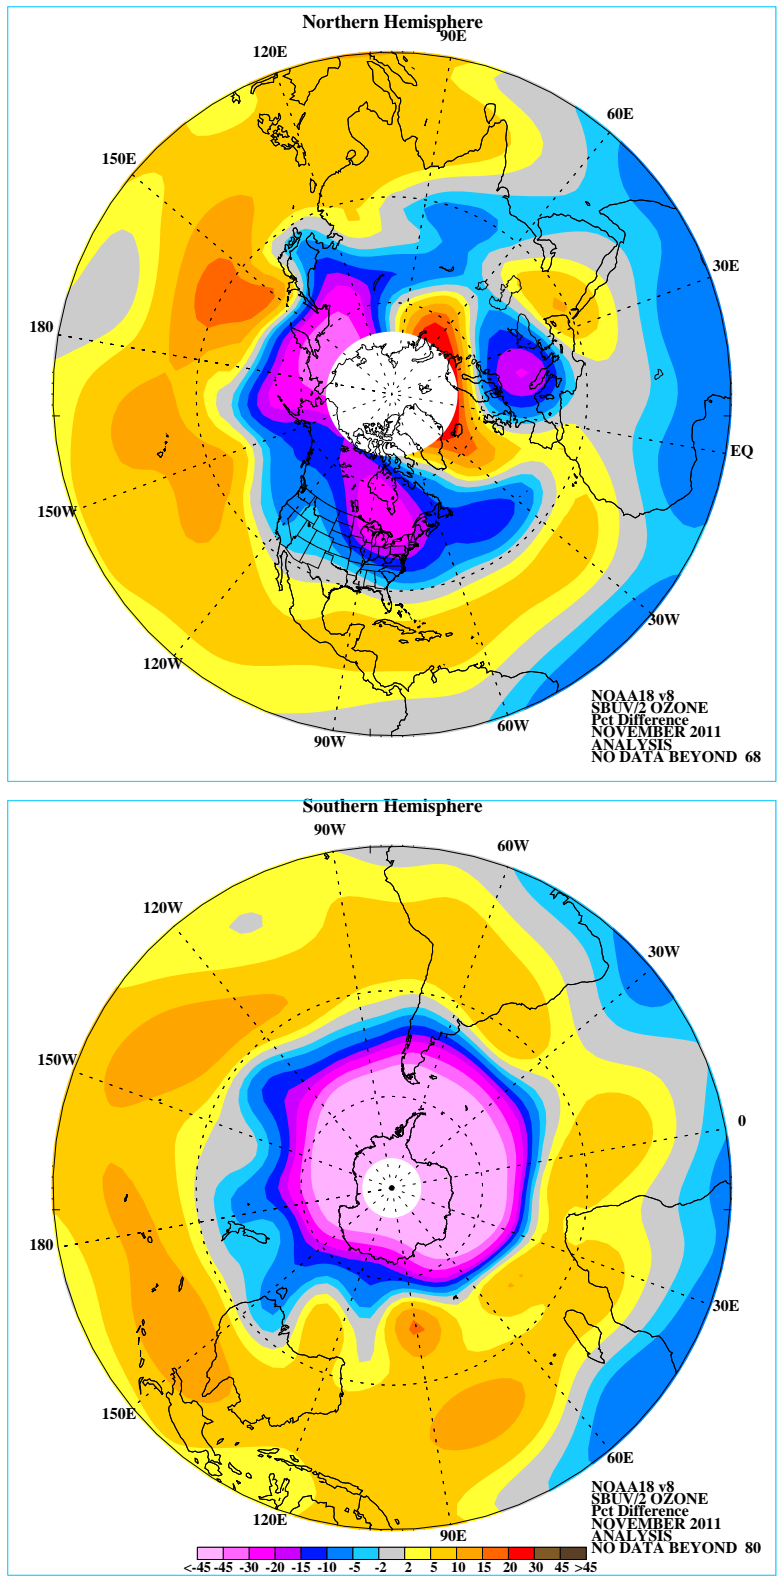 Northern Hemisphere
90E
120E
60E
150E
30E
180
EQ
150W
30W
120W
60W
90W
NOAA18 v8
SBUV/2 OZONE
Pct Difference
NOVEMBER 2011
ANALYSIS
NO DATA BEYOND 68
Southern Hemisphere
90W
60W
120W
30W
150W
0
180
30E
150E
60E
120E
90E
NOAA18 v8
SBUV/2 OZONE
Pct Difference
NOVEMBER 2011
ANALYSIS
NO DATA BEYOND 80
<-45 -45 -30 -20 -15 -10 -5 -2 2 5 10 15 20 30 45 >45